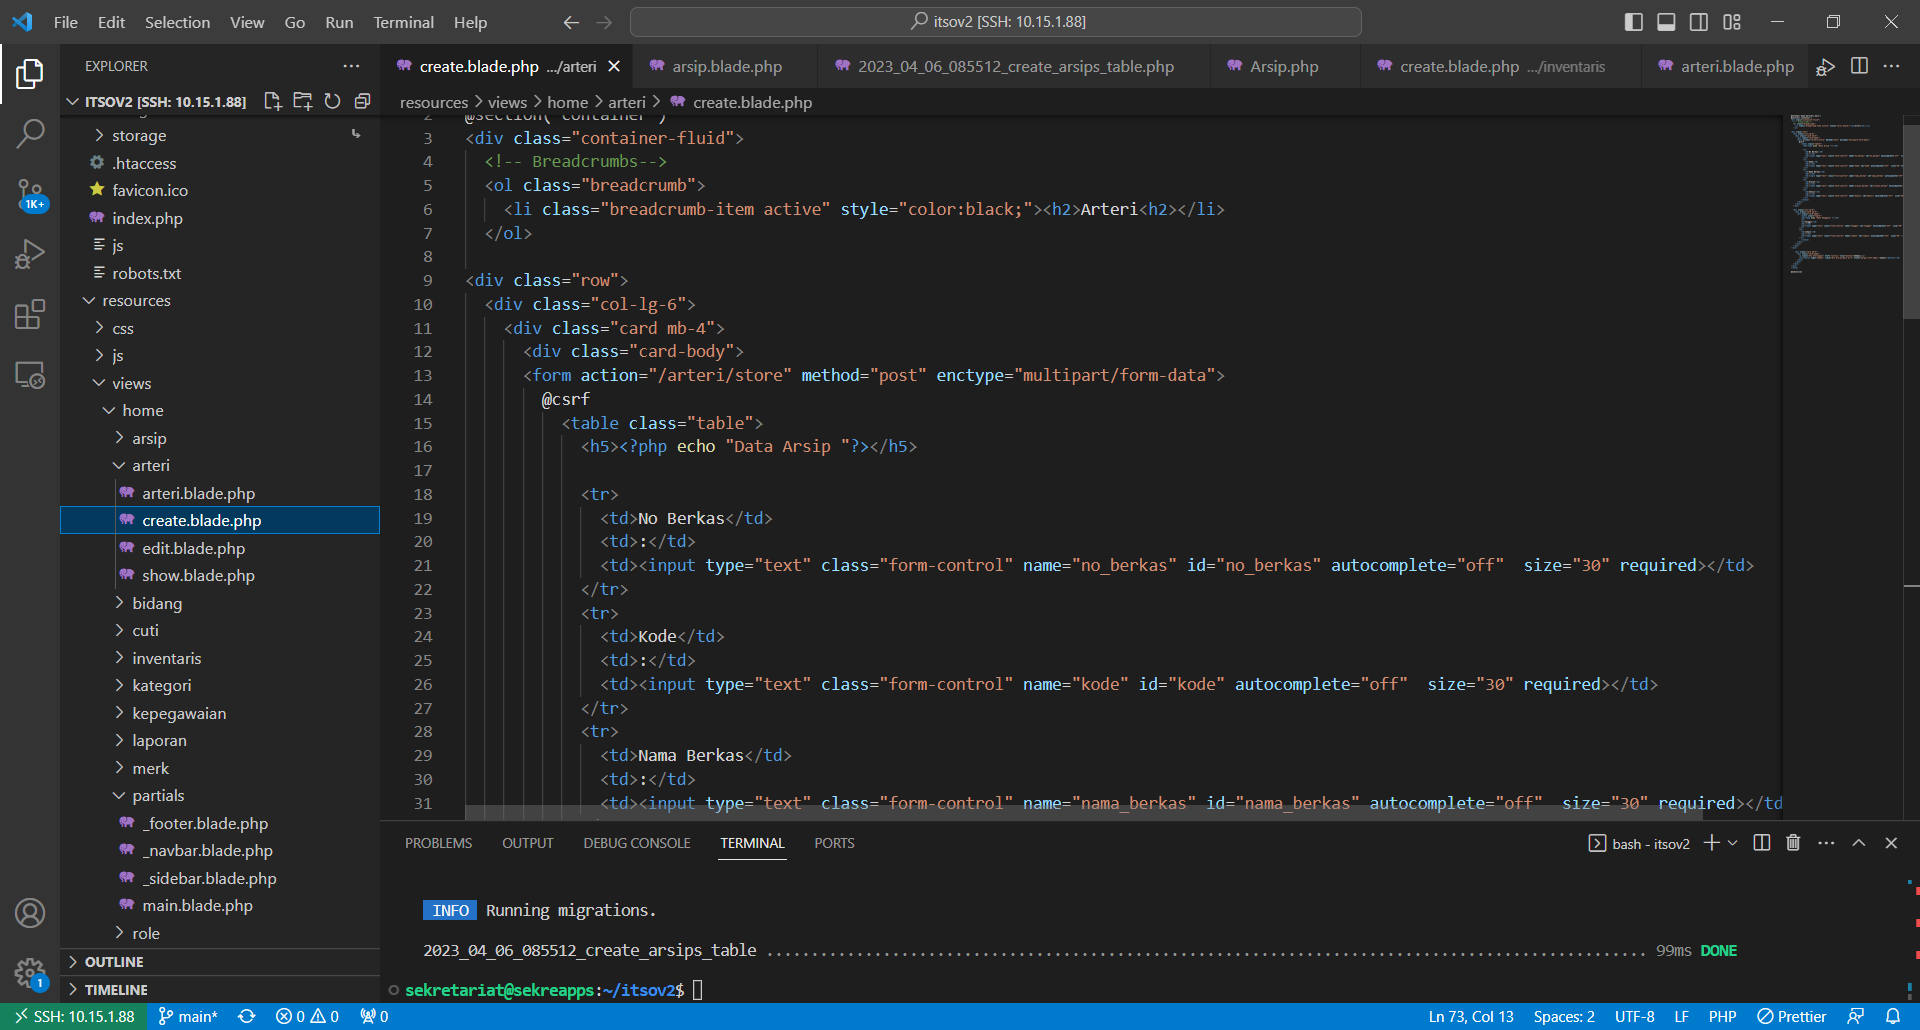 File Edit Selection View Go Run Terminal Help
itsov2 [SSH: 10.15.1.88]
EXPLORER
create.blade.php .../arteri
arsip.blade.php
2023_04_06_085512_create_arsips_table.php
Arsip.php
create.blade.php .../inventaris
arteri.blade.php
resources > views > home > arteri > create.blade.php
ITSOV2 [SSH: 10.15.1.88]
storage
.htaccess
favicon.ico
index.php
js
robots.txt
resources
css
js
views
home
arsip
arteri
arteri.blade.php
create.blade.php
edit.blade.php
show.blade.php
bidang
cuti
inventaris
kategori
kepegawaian
laporan
merk
partials
_footer.blade.php
_navbar.blade.php
_sidebar.blade.php
main.blade.php
role
OUTLINE
TIMELINE
1K+
1
2 @section('container')
3 <div class="container-fluid">
4 <!-- Breadcrumbs-->
5 <ol class="breadcrumb">
6 <li class="breadcrumb-item active" style="color:black;"><h2>Arteri<h2></li>
7 </ol>
8
9 <div class="row">
10 <div class="col-lg-6">
11 <div class="card mb-4">
12 <div class="card-body">
13 <form action="/arteri/store" method="post" enctype="multipart/form-data">
14 @csrf
15 <table class="table">
16 <h5><?php echo "Data Arsip "?></h5>
17
18 <tr>
19 <td>No Berkas</td>
20 <td>:</td>
21 <td><input type="text" class="form-control" name="no_berkas" id="no_berkas" autocomplete="off"  size="30" required></td>
22 </tr>
23 <tr>
24 <td>Kode</td>
25 <td>:</td>
26 <td><input type="text" class="form-control" name="kode" id="kode" autocomplete="off"  size="30" required></td>
27 </tr>
28 <tr>
29 <td>Nama Berkas</td>
30 <td>:</td>
31 <td><input type="text" class="form-control" name="nama_berkas" id="nama_berkas" autocomplete="off"  size="30" required></td
PROBLEMS OUTPUT DEBUG CONSOLE TERMINAL PORTS
bash - itsov2
INFO Running migrations.
2023_04_06_085512_create_arsips_table .......................................................................................... 99ms DONE
sekretariat@sekreapps:~/itsov2$
SSH: 10.15.1.88 main* 0 0 0
Ln 73, Col 13 Spaces: 2 UTF-8 LF PHP Prettier